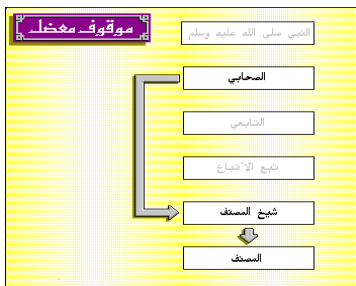 موقوف معضل
النبي صلى الله عليه وسلم
الصحابي
التابعي
تبع الأتباع
شيخ المصنف
المصنف